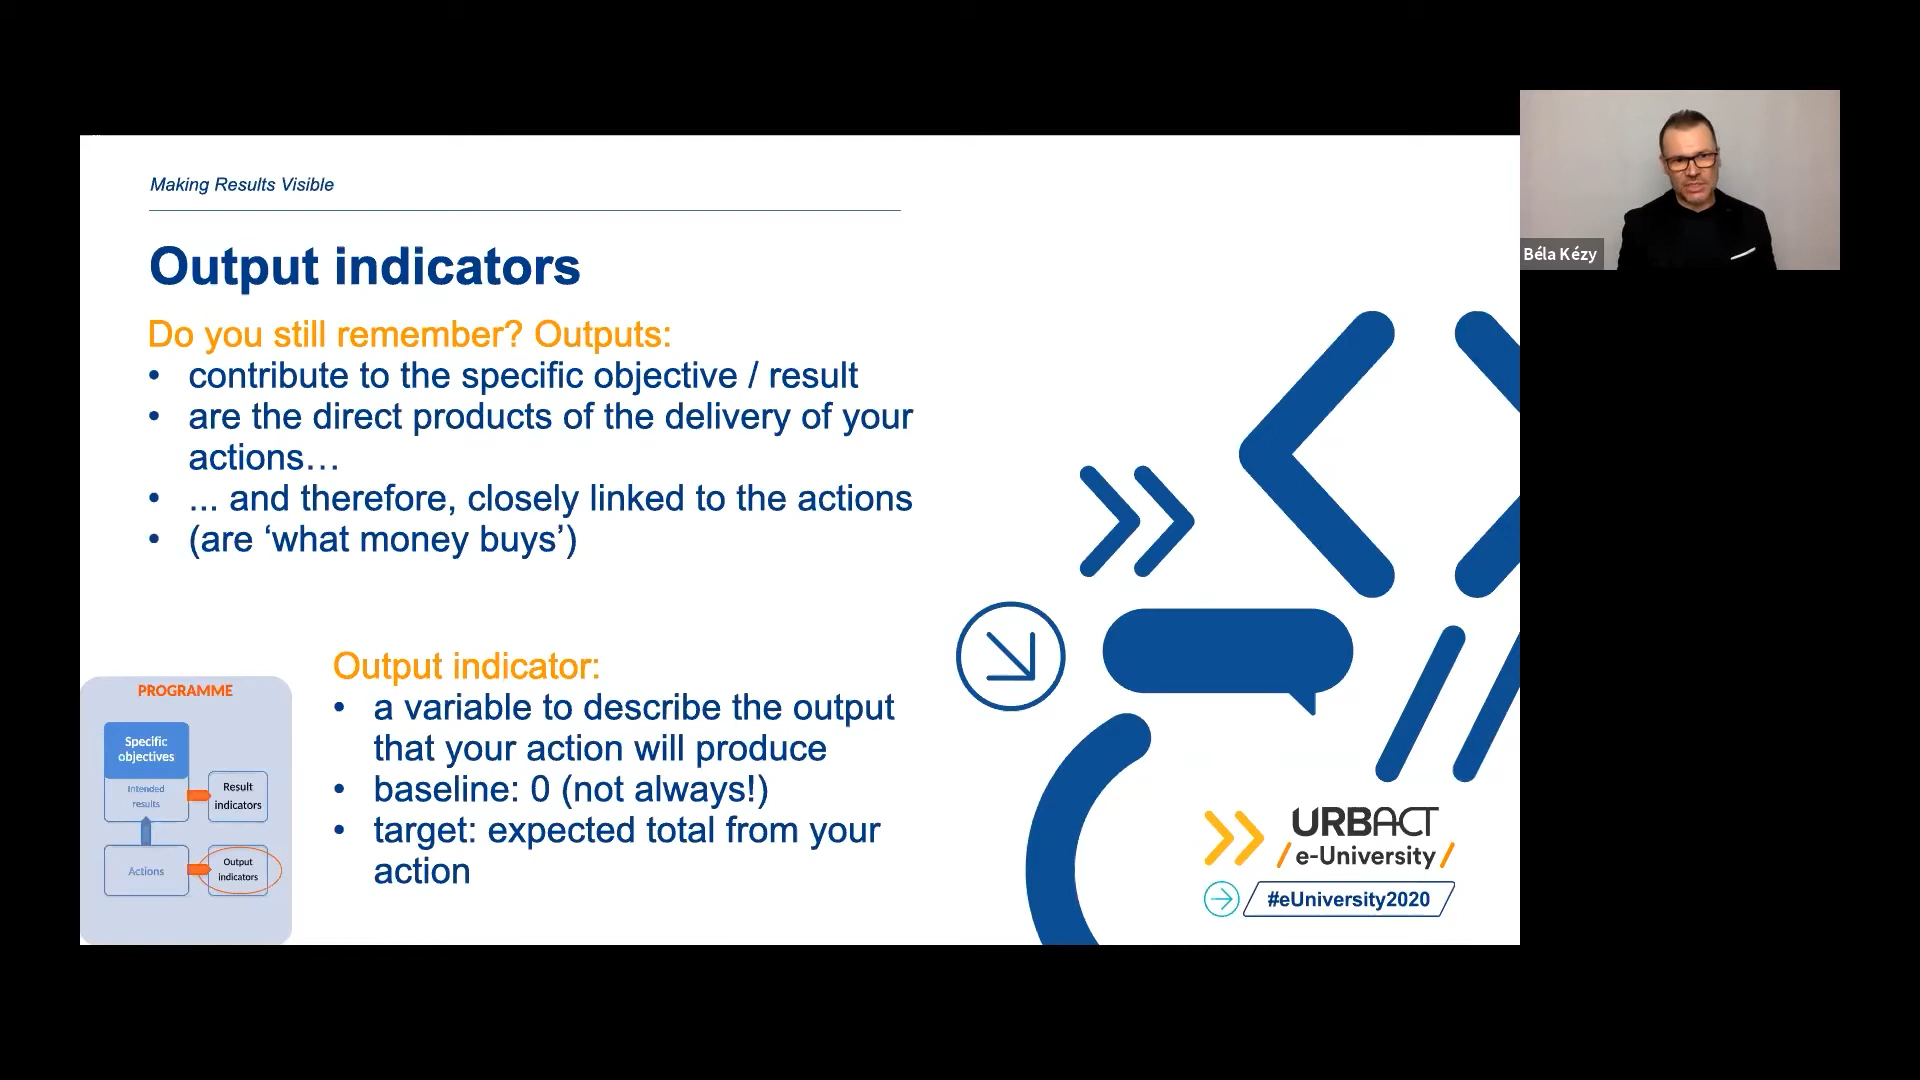 Making Results Visible
Output indicators
Do you still remember? Outputs:
• contribute to the specific objective / result
• are the direct products of the delivery of your
actions…
• ... and therefore, closely linked to the actions
• (are ‘what money buys’)
Output indicator:
• a variable to describe the output
that your action will produce
• baseline: 0 (not always!)
• target: expected total from your
action
PROGRAMME
Specific
objectives
Intended
results
Result
indicators
Actions
Output
indicators
URBACT
/ e-University /
#eUniversity2020
Béla Kézy